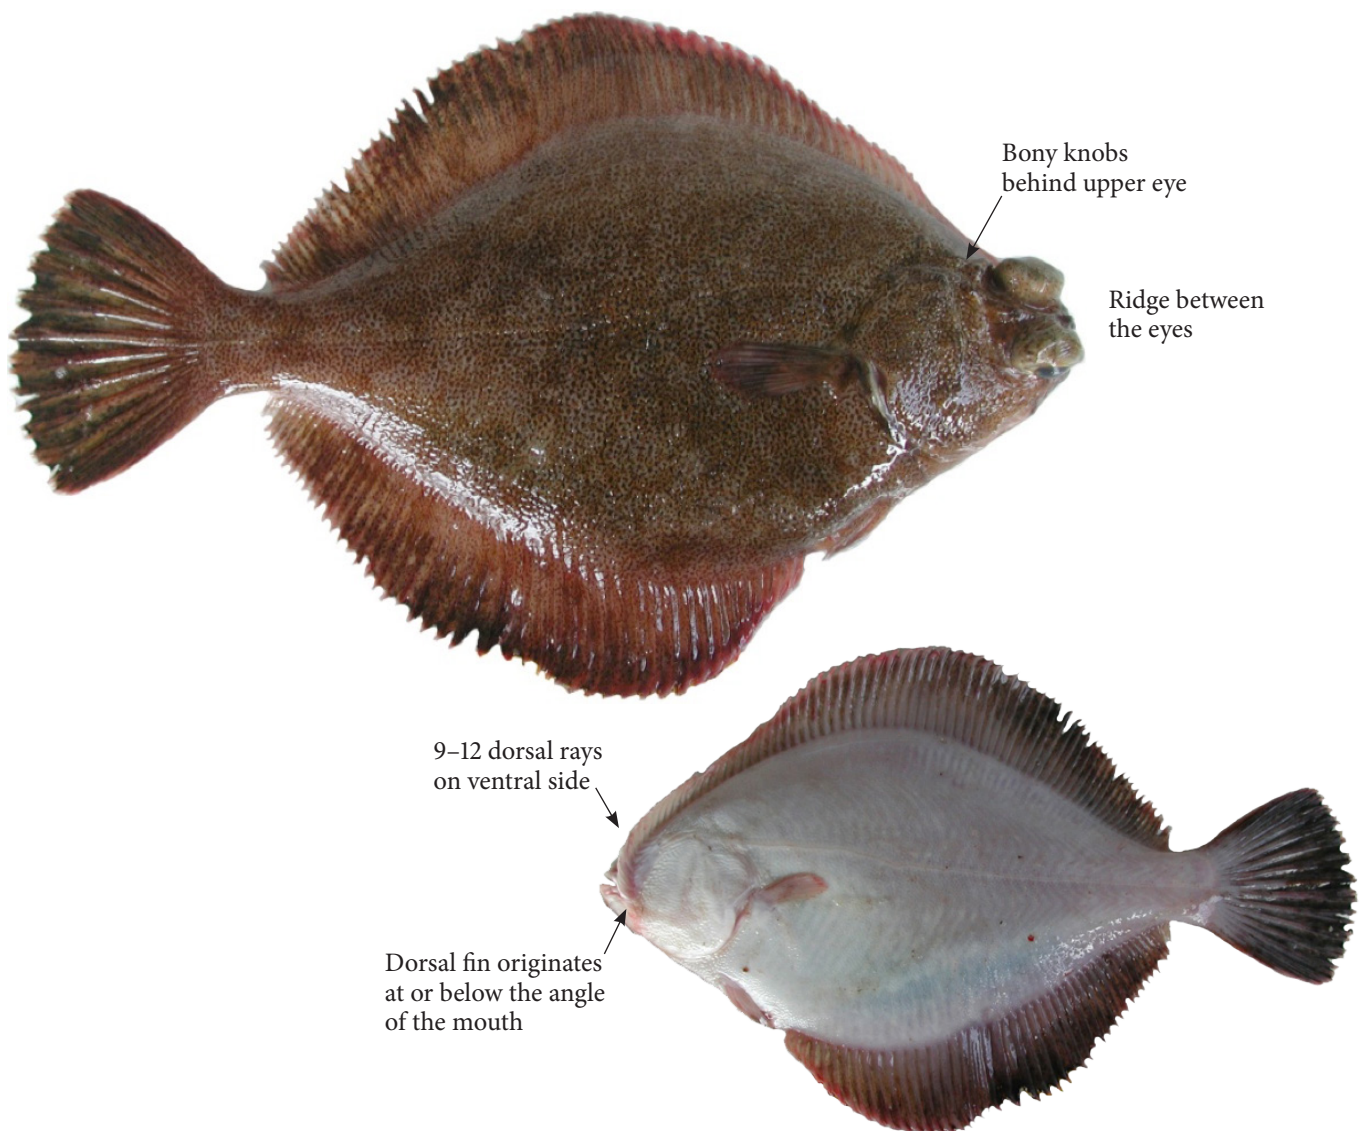 Bony knobs
behind upper eye
Ridge between
the eyes
9–12 dorsal rays
on ventral side
Dorsal fin originates
at or below the angle
of the mouth